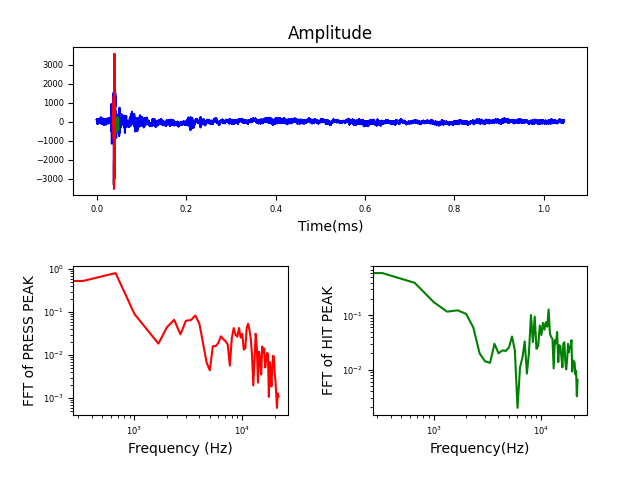 Amplitude
3000
2000
1000
0
−1000
−2000
−3000
0.0 0.2 0.4 0.6 0.8 1.0
Time(ms)
FFT of PRESS PEAK
10⁰
10⁻¹
10⁻²
10⁻³
10³ 10⁴
Frequency (Hz)
FFT of HIT PEAK
10⁻¹
10⁻²
10³ 10⁴
Frequency(Hz)